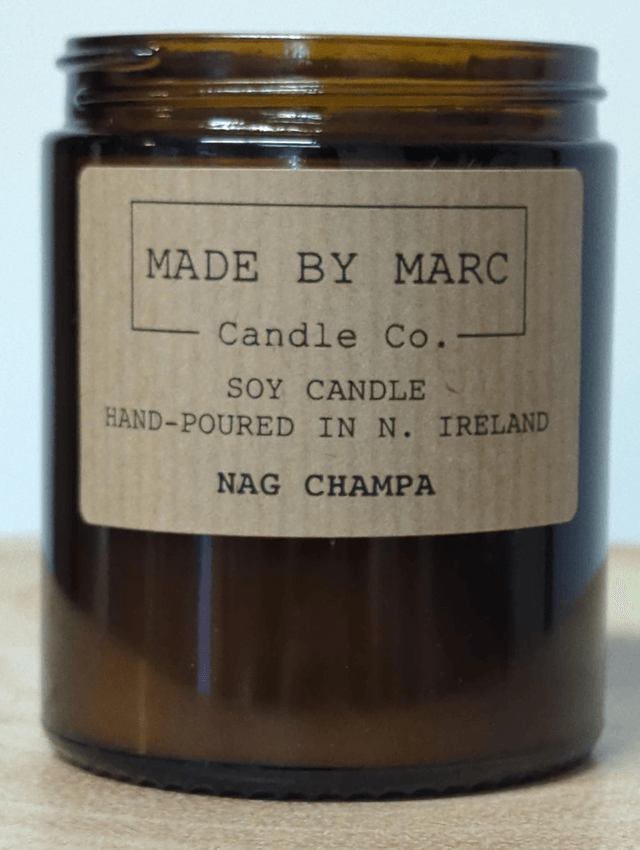 MADE BY MARC
Candle Co.
SOY CANDLE
HAND-POURED IN N. IRELAND
NAG CHAMPA